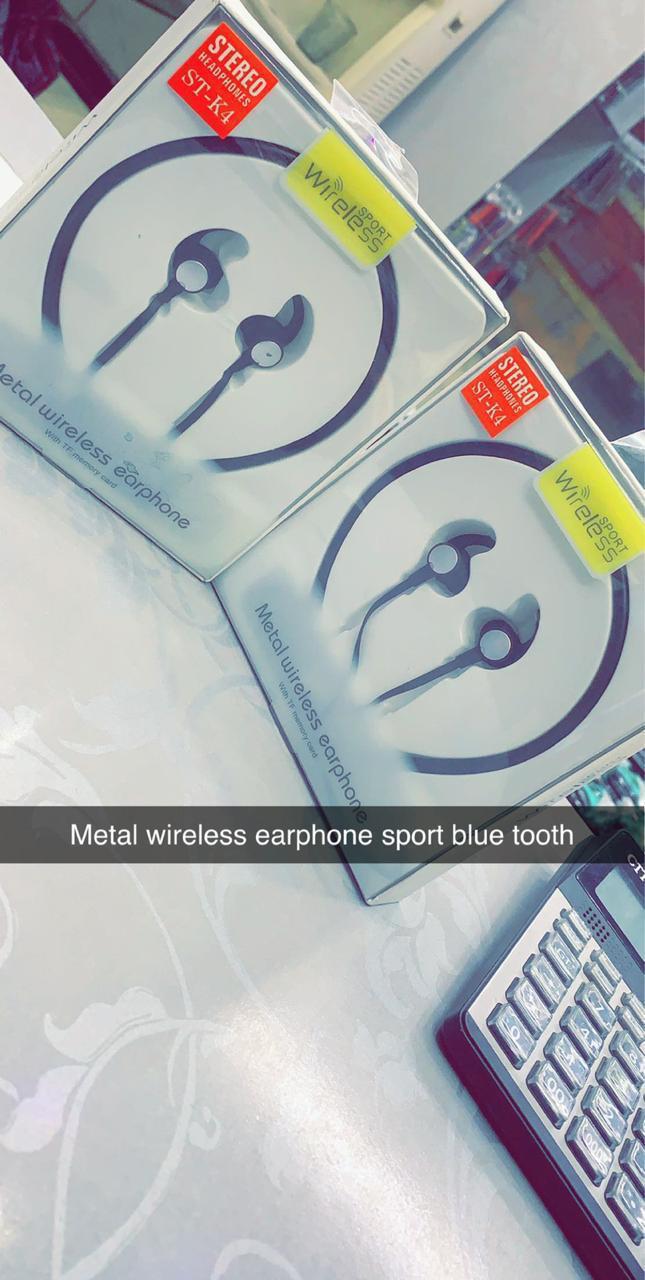 STEREO
HEADPHONES
ST-K4
Wireless
SPORT
Metal wireless earphone
With TF memory card
STEREO
HEADPHONES
ST-K4
Wireless
SPORT
Metal wireless earphone
With TF memory card
Metal wireless earphone sport blue tooth